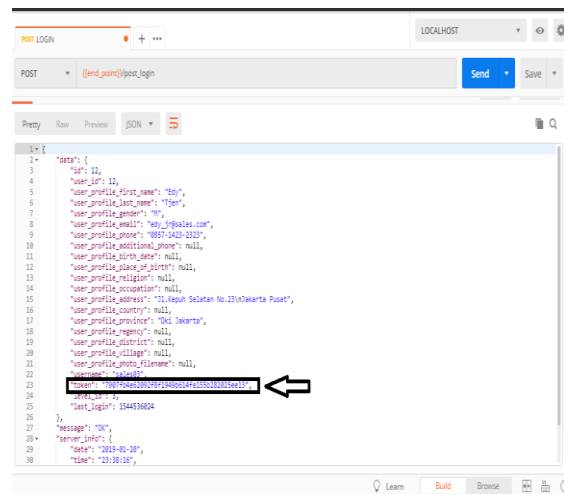 POST LOGIN
LOCALHOST
POST {{end_point}}/post_login Send Save
Pretty Raw Preview JSON
1 {
2 "data": {
3 "id": 12,
4 "user_id": 12,
5 "user_profile_first_name": "Edy",
6 "user_profile_last_name": "Tjen",
7 "user_profile_gender": "M",
8 "user_profile_email": "edy_jr@sales.com",
9 "user_profile_phone": "0857-1423-2323",
10 "user_profile_additional_phone": null,
11 "user_profile_birth_date": null,
12 "user_profile_place_of_birth": null,
13 "user_profile_religion": null,
14 "user_profile_occupation": null,
15 "user_profile_address": "Jl.Kepuh Selatan No.23\nJakarta Pusat",
16 "user_profile_country": null,
17 "user_profile_province": "Dki Jakarta",
18 "user_profile_regency": null,
19 "user_profile_district": null,
20 "user_profile_village": null,
21 "user_profile_photo_filename": null,
22 "username": "sales03",
23 "token":
24 "level_id": 3,
25 "last_login": 1544536024
26 },
27 "message": "OK",
28 "server_info": {
29 "date": "2019-01-20",
30 "time": "23:38:16",
Learn Build Browse